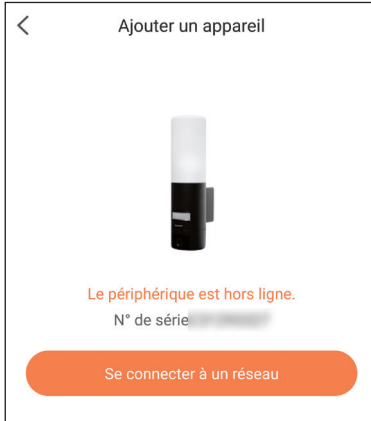 Ajouter un appareil
Le périphérique est hors ligne.
N° de série
Se connecter à un réseau